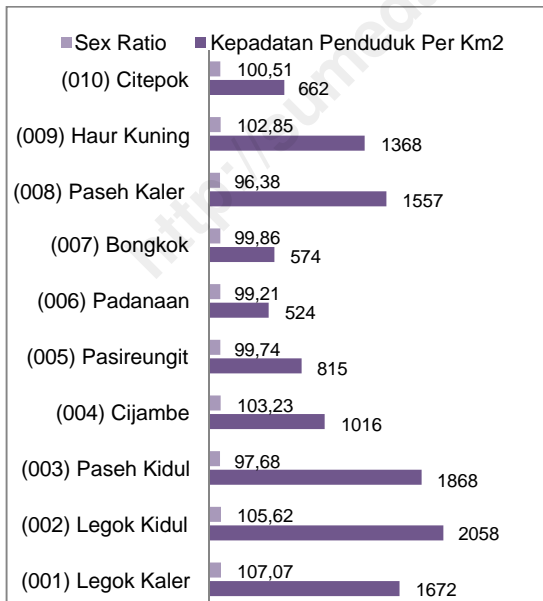 Sex Ratio Kepadatan Penduduk Per Km2
(010) Citepok 100,51
662
(009) Haur Kuning 102,85
1368
(008) Paseh Kaler 96,38
1557
(007) Bongkok 99,86
574
(006) Padanaan 99,21
524
(005) Pasireungit 99,74
815
(004) Cijambe 103,23
1016
(003) Paseh Kidul 97,68
1868
(002) Legok Kidul 105,62
2058
(001) Legok Kaler 107,07
1672
http://sumed